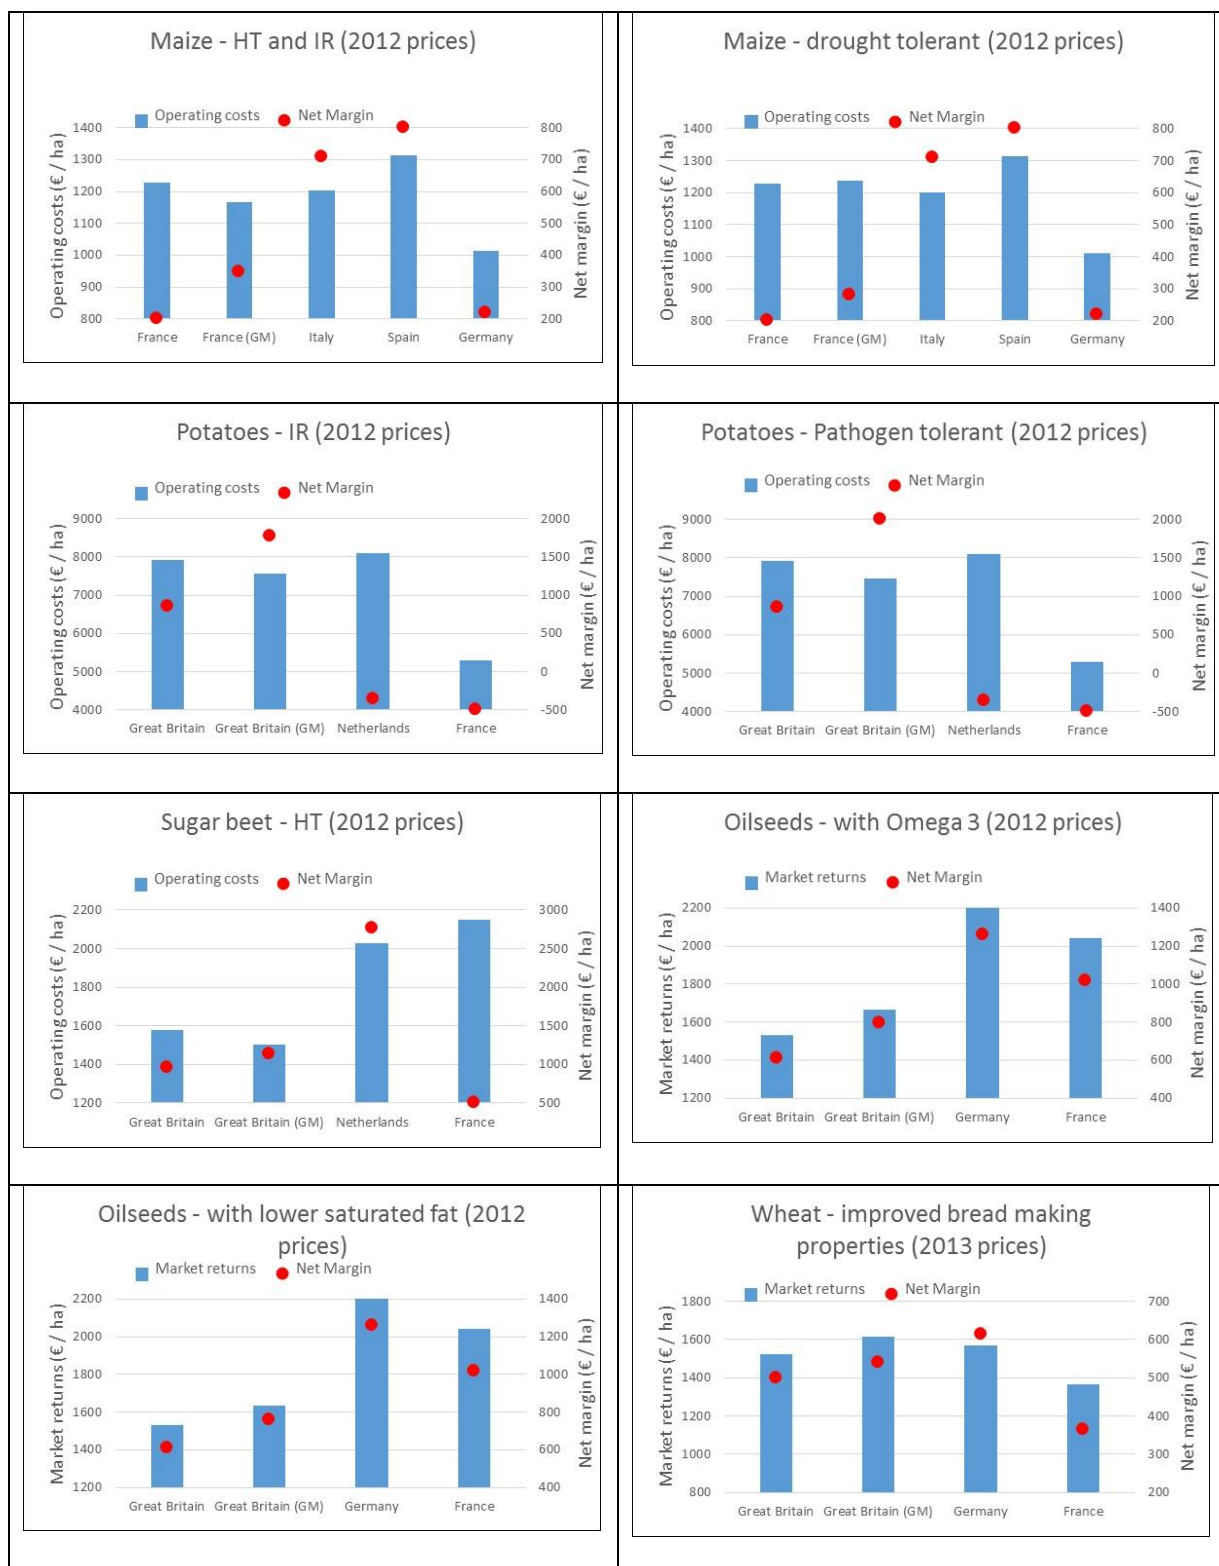 Maize - HT and IR (2012 prices)
Operating costs Net Margin
Operating costs (€ / ha)
1400
1300
1200
1100
1000
900
800
800
700
600
500
400
300
200
Net margin (€ / ha)
France France (GM) Italy Spain Germany
Maize - drought tolerant (2012 prices)
Operating costs Net Margin
Operating costs (€ / ha)
1400
1300
1200
1100
1000
900
800
800
700
600
500
400
300
200
Net margin (€ / ha)
France France (GM) Italy Spain Germany
Potatoes - IR (2012 prices)
Operating costs Net Margin
Operating costs (€ / ha)
9000
8000
7000
6000
5000
4000
2000
1500
1000
500
0
-500
Net margin (€ / ha)
Great Britain Great Britain (GM) Netherlands France
Potatoes - Pathogen tolerant (2012 prices)
Operating costs Net Margin
Operating costs (€ / ha)
9000
8000
7000
6000
5000
4000
2000
1500
1000
500
0
-500
Net margin (€ / ha)
Great Britain Great Britain (GM) Netherlands France
Sugar beet - HT (2012 prices)
Operating costs Net Margin
Operating costs (€ / ha)
2200
2000
1800
1600
1400
1200
3000
2500
2000
1500
1000
500
Net margin (€ / ha)
Great Britain Great Britain (GM) Netherlands France
Oilseeds - with Omega 3 (2012 prices)
Market returns Net Margin
Market returns (€ / ha)
2200
2000
1800
1600
1400
1200
1400
1200
1000
800
600
400
Net margin (€ / ha)
Great Britain Great Britain (GM) Germany France
Oilseeds - with lower saturated fat (2012
prices)
Market returns Net Margin
Market returns (€ / ha)
2200
2000
1800
1600
1400
1200
1400
1200
1000
800
600
400
Net margin (€ / ha)
Great Britain Great Britain (GM) Germany France
Wheat - improved bread making
properties (2013 prices)
Market returns Net Margin
Market returns (€ / ha)
1800
1600
1400
1200
1000
800
700
600
500
400
300
200
Net margin (€ / ha)
Great Britain Great Britain (GM) Germany France